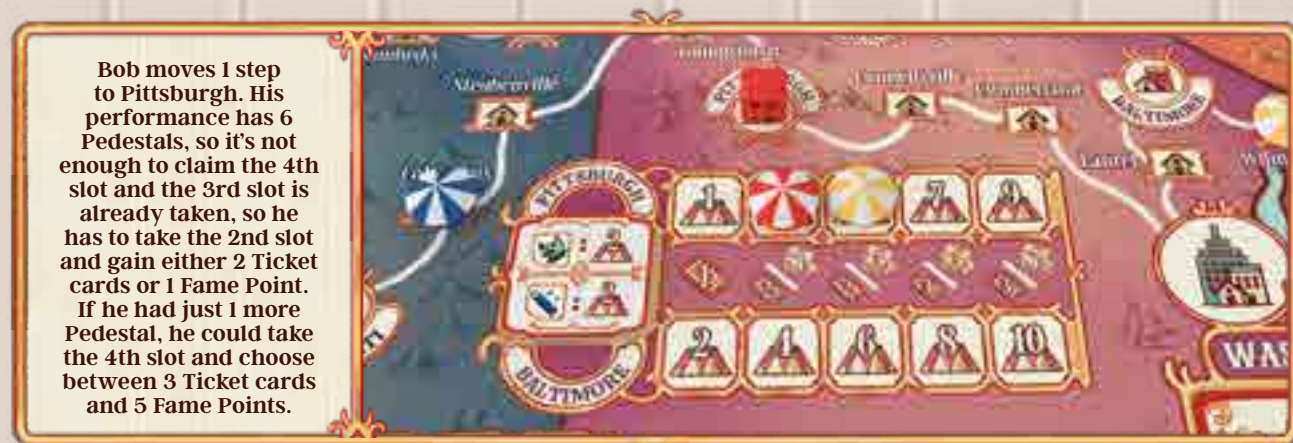 Bob moves 1 step
to Pittsburgh. His
performance has 6
Pedestals, so it's not
enough to claim the 4th
slot and the 3rd slot is
already taken, so he
has to take the 2nd slot
and gain either 2 Ticket
cards or 1 Fame Point.
If he had just 1 more
Pedestal, he could take
the 4th slot and choose
between 3 Ticket cards
and 5 Fame Points.
Steubenville
BALTIMORE
PITTSBURGH
1
7
9
:
:
2
4
6
8
10
BALTIMORE
WAS